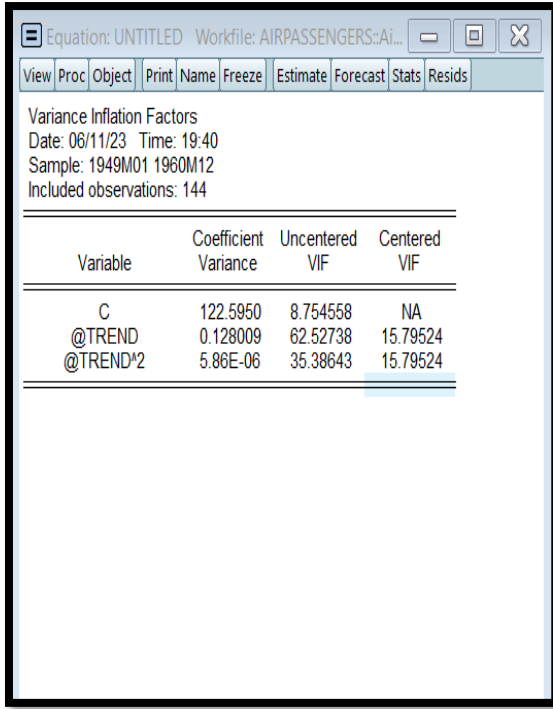 Equation: UNTITLED Workfile: AIRPASSENGERS::Ai...
View Proc Object Print Name Freeze Estimate Forecast Stats Resids
Variance Inflation Factors
Date: 06/11/23 Time: 19:40
Sample: 1949M01 1960M12
Included observations: 144
Coefficient Uncentered Centered
Variable Variance VIF VIF
C 122.5950 8.754558 NA
@TREND 0.128009 62.52738 15.79524
@TREND^2 5.86E-06 35.38643 15.79524